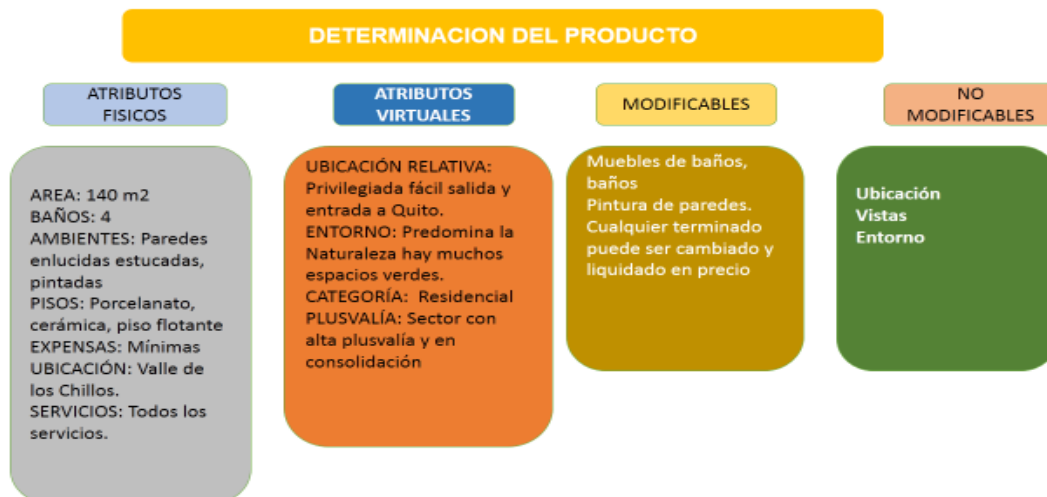 DETERMINACION DEL PRODUCTO
ATRIBUTOS
FISICOS
AREA: 140 m2
BAÑOS: 4
AMBIENTES: Paredes
enlucidas estucadas,
pintadas
PISOS: Porcelanato,
cerámica, piso flotante
EXPENSAS: Mínimas
UBICACIÓN: Valle de
los Chillos.
SERVICIOS: Todos los
servicios.
ATRIBUTOS
VIRTUALES
UBICACIÓN RELATIVA:
Privilegiada fácil salida y
entrada a Quito.
ENTORNO: Predomina la
Naturaleza hay muchos
espacios verdes.
CATEGORÍA: Residencial
PLUSVALÍA: Sector con
alta plusvalía y en
consolidación
MODIFICABLES
Muebles de baños,
baños
Pintura de paredes.
Cualquier terminado
puede ser cambiado y
liquidado en precio
NO
MODIFICABLES
Ubicación
Vistas
Entorno